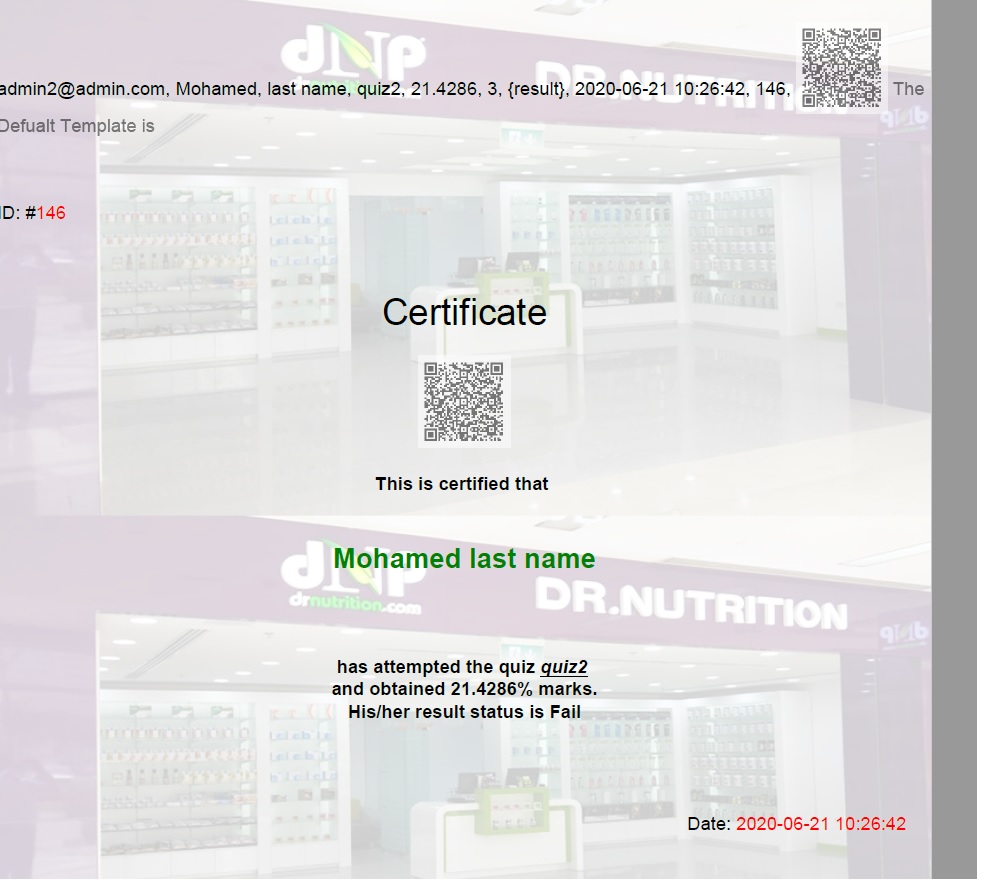 dNp
DR.NUTRITION
admin2@admin.com, Mohamed, last name, quiz2, 21.4286, 3, {result}, 2020-06-21 10:26:42, 146, The
Defualt Template is
ID: #146
Certificate
This is certified that
Mohamed last name
dNp
drnutrition.com
DR.NUTRITION
has attempted the quiz quiz2
and obtained 21.4286% marks.
His/her result status is Fail
Date: 2020-06-21 10:26:42